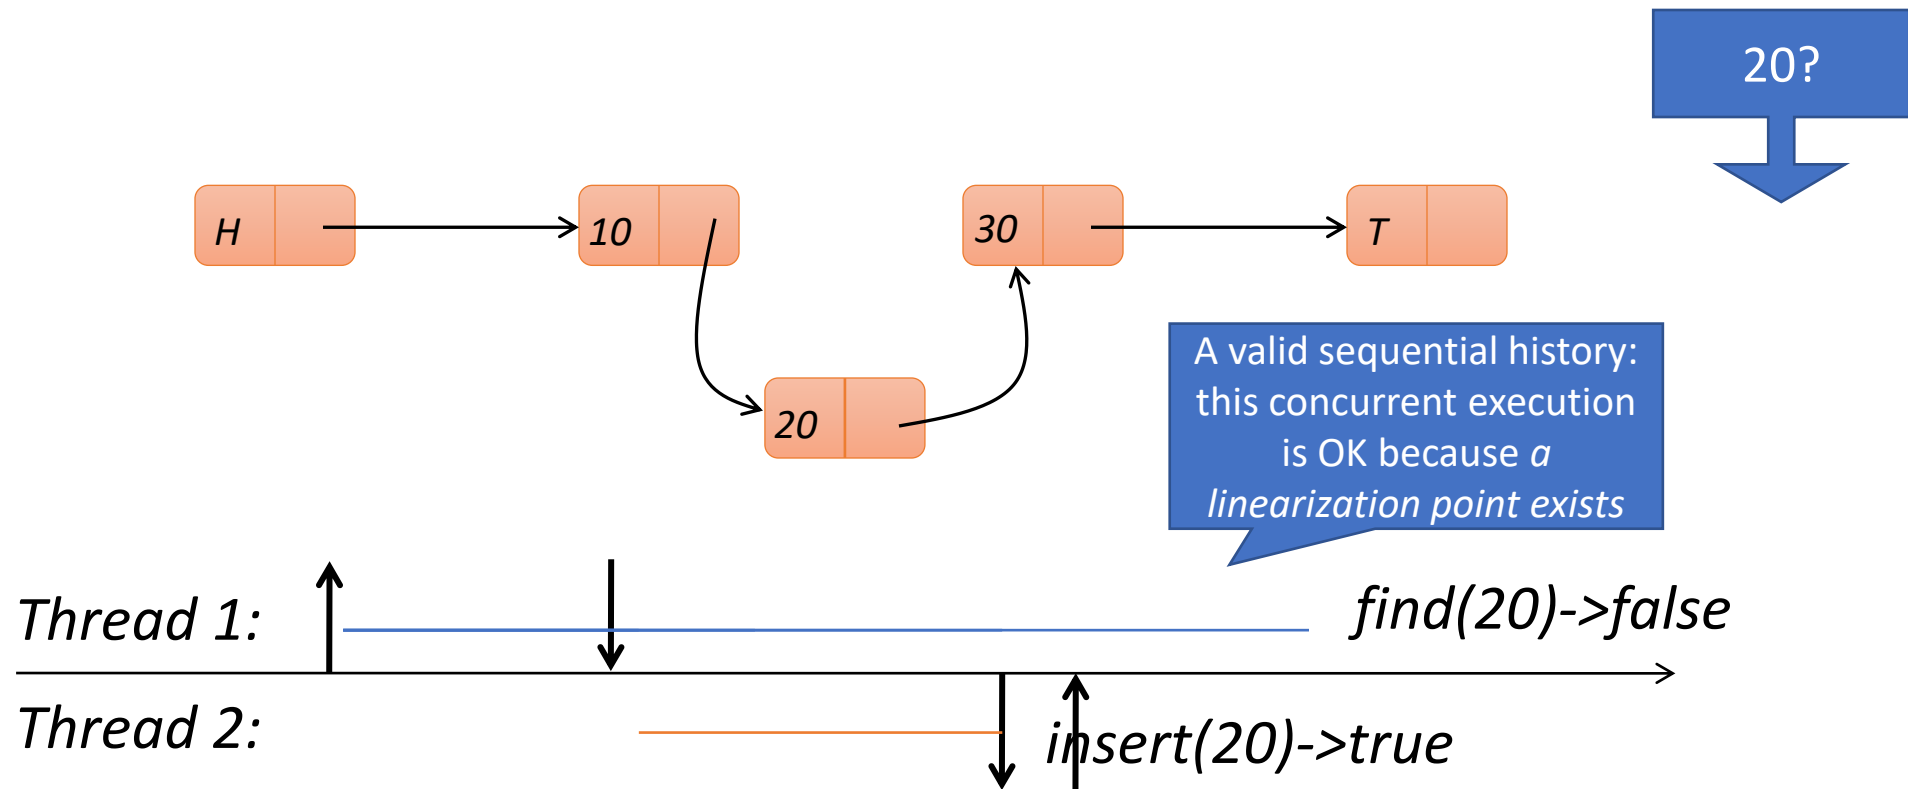 20?
H
10
30
T
20
A valid sequential history:
this concurrent execution
is OK because a
linearization point exists
Thread 1:
find(20)->false
Thread 2:
insert(20)->true